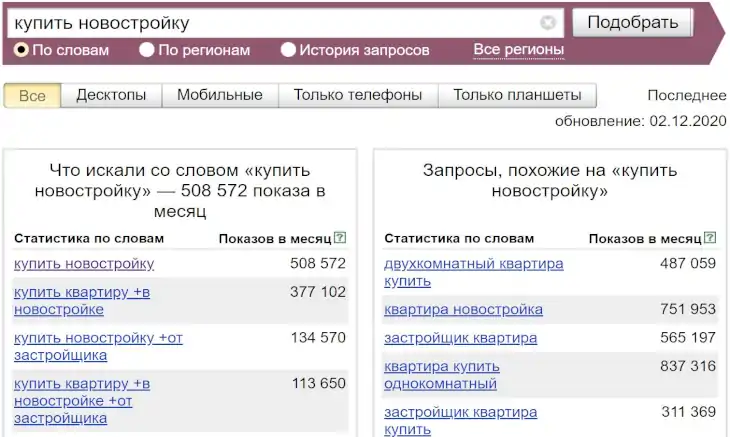 купить новостройку
Подобрать
По словам По регионам История запросов Все регионы
Все Десктопы Мобильные Только телефоны Только планшеты Последнее
обновление: 02.12.2020
Что искали со словом «купить
новостройку» — 508 572 показа в
месяц
Статистика по словам Показов в месяц ?
купить новостройку 508 572
купить квартиру +в 377 102
новостройке
купить новостройку +от 134 570
застройщика
купить квартиру +в 113 650
новостройке +от
застройщика
Запросы, похожие на «купить
новостройку»
Статистика по словам Показов в месяц ?
двухкомнатный квартира 487 059
купить
квартира новостройка 751 953
застройщик квартира 565 197
квартира купить 837 316
однокомнатный
застройщик квартира 311 369
купить